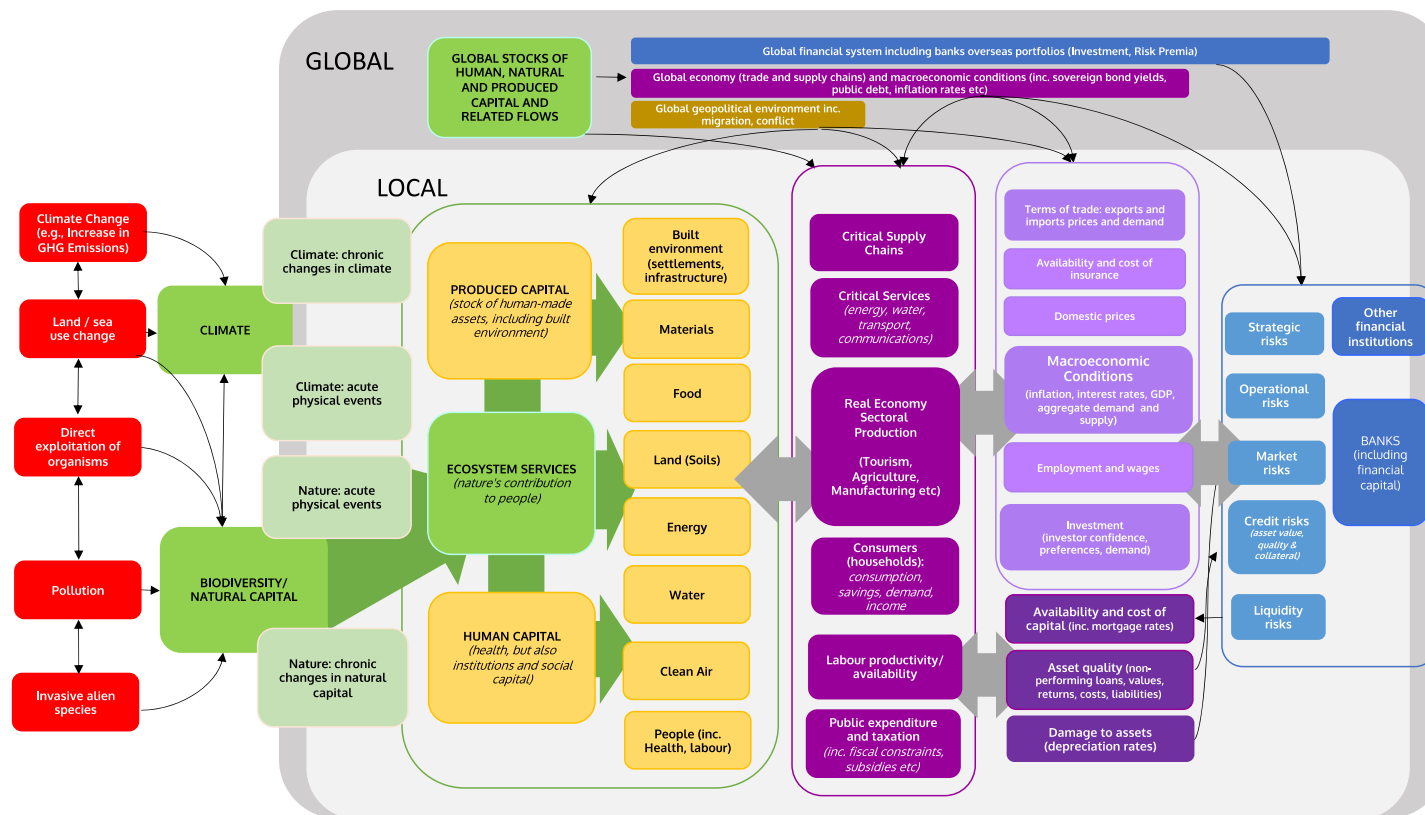 GLOBAL
GLOBAL STOCKS OF
HUMAN, NATURAL
AND PRODUCED
CAPITAL AND
RELATED FLOWS
Global financial system including banks overseas portfolios (Investment, Risk Premia)
Global economy (trade and supply chains) and macroeconomic conditions (inc. sovereign bond yields,
public debt, inflation rates etc)
Global geopolitical environment inc.
migration, conflict
LOCAL
Climate Change
(e.g., Increase in
GHG Emissions)
Land / sea
use change
Direct
exploitation of
organisms
Pollution
Invasive alien
species
CLIMATE
BIODIVERSITY/
NATURAL CAPITAL
Climate: chronic
changes in climate
Climate: acute
physical events
Nature: acute
physical events
Nature: chronic
changes in natural
capital
PRODUCED CAPITAL
(stock of human-made
assets, including built
environment)
ECOSYSTEM SERVICES
(nature's contribution
to people)
HUMAN CAPITAL
(health, but also
institutions and social
capital)
Built
environment
(settlements,
infrastructure)
Materials
Food
Land (Soils)
Energy
Water
Clean Air
People (inc.
Health, labour)
Critical Supply
Chains
Critical Services
(energy, water,
transport,
communications)
Real Economy
Sectoral
Production
(Tourism,
Agriculture,
Manufacturing etc)
Consumers
(households):
consumption,
savings, demand,
income
Labour productivity/
availability
Public expenditure
and taxation
(inc. fiscal constraints,
subsidies etc)
Terms of trade: exports and
imports prices and demand
Availability and cost of
insurance
Domestic prices
Macroeconomic
Conditions
(inflation, interest rates, GDP,
aggregate demand and
supply)
Employment and wages
Investment
(investor confidence,
preferences, demand)
Availability and cost of
capital (inc. mortgage rates)
Asset quality (non-
performing loans, values,
returns, costs, liabilities)
Damage to assets
(depreciation rates)
Strategic
risks
Operational
risks
Market
risks
Credit risks
(asset value,
quality &
collateral)
Liquidity
risks
Other
financial
institutions
BANKS
(including
financial
capital)